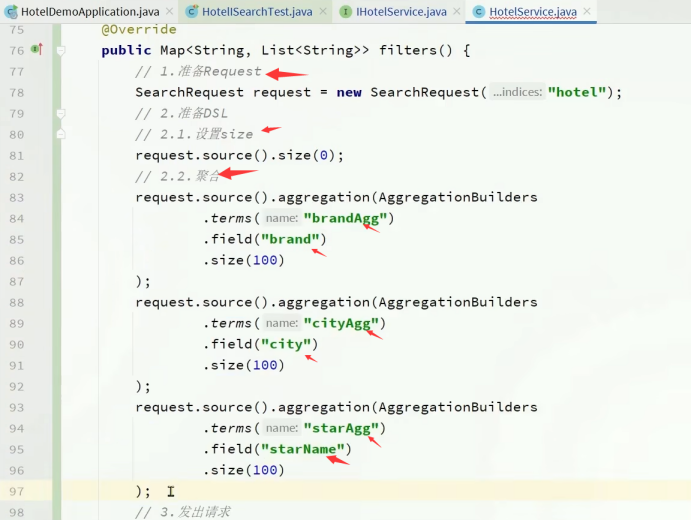 HotelDemoApplication.java × HotelISearchTest.java × IHotelService.java × HotelService.java ×
75 @Override
76 public Map<String, List<String>> filters() {
77 // 1.准备Request
78 SearchRequest request = new SearchRequest( ...indices: "hotel");
79 // 2.准备DSL
80 // 2.1.设置size
81 request.source().size(0);
82 // 2.2.聚合
83 request.source().aggregation(AggregationBuilders
84 .terms( name: "brandAgg")
85 .field("brand")
86 .size(100)
87 );
88 request.source().aggregation(AggregationBuilders
89 .terms( name: "cityAgg")
90 .field("city")
91 .size(100)
92 );
93 request.source().aggregation(AggregationBuilders
94 .terms( name: "starAgg")
95 .field("starName")
96 .size(100)
97 );
98 // 3.发出请求